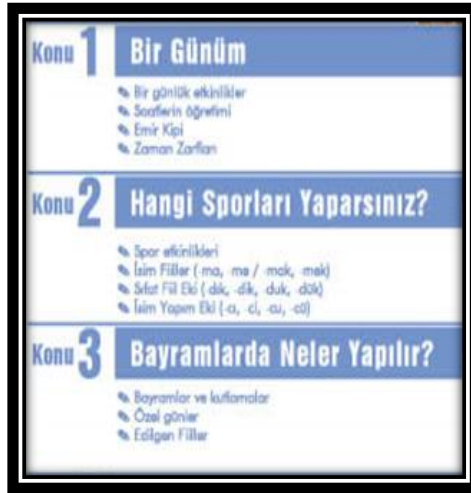 Konu 1 Bir Günüm
Bir günlük etkinlikler
Saatlerin öğretimi
Emir Kipi
Zaman Zarfları
Konu 2 Hangi Sporları Yaparsınız?
Spor etkinlikleri
İsim Fiiller (-ma, -me / -mak, -mek)
Sıfat Fiil Eki (-dık, -dik, -duk, -dük)
İsim Yapım Eki (-cı, -ci, -cu, -cü)
Konu 3 Bayramlarda Neler Yapılır?
Bayramlar ve kutlamalar
Özel günler
Edilgen Fiiller